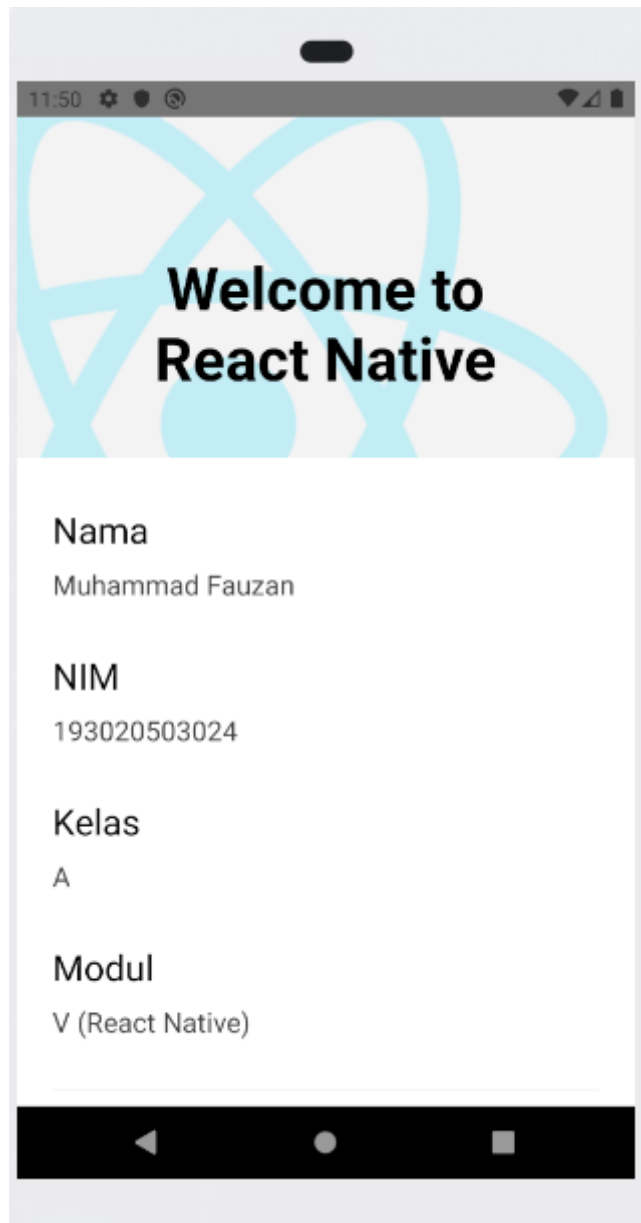 11:50
Welcome to
React Native
Nama
Muhammad Fauzan
NIM
193020503024
Kelas
A
Modul
V (React Native)